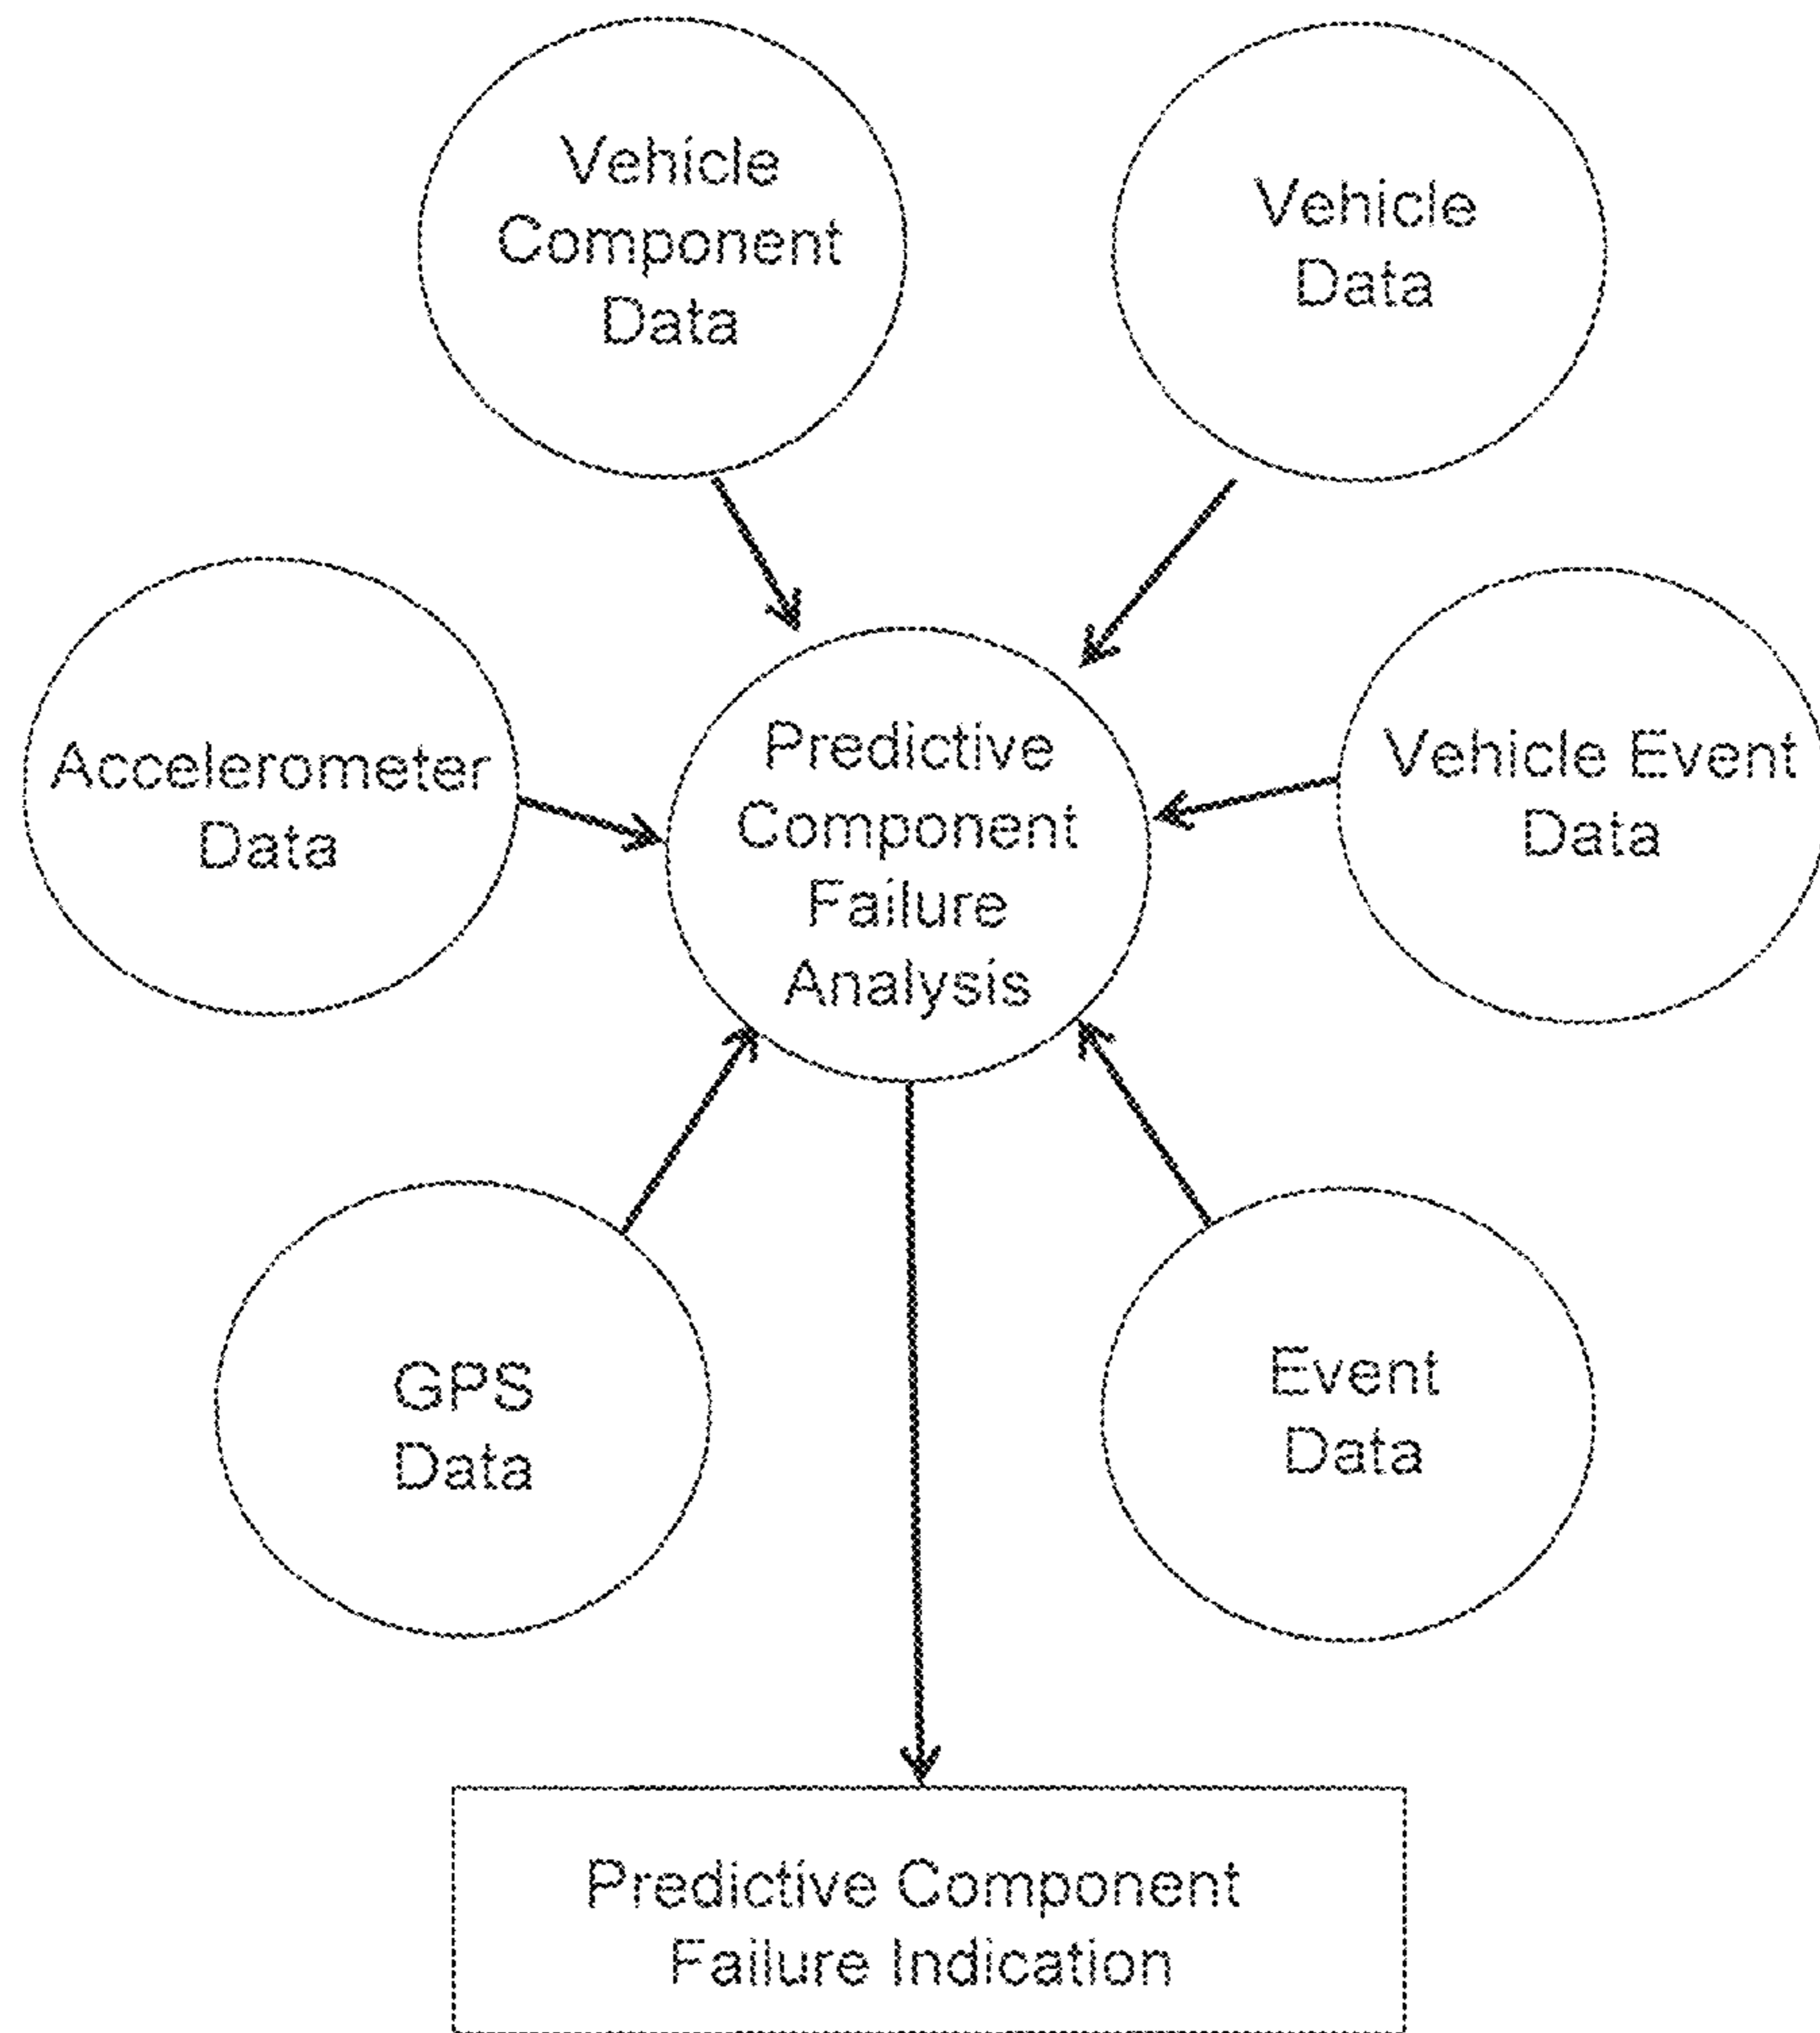 Vehicle
Component
Data
Vehicle
Data
Accelerometer
Data
Predictive
Component
Failure
Analysis
Vehicle Event
Data
GPS
Data
Event
Data
Predictive Component
Failure Indication